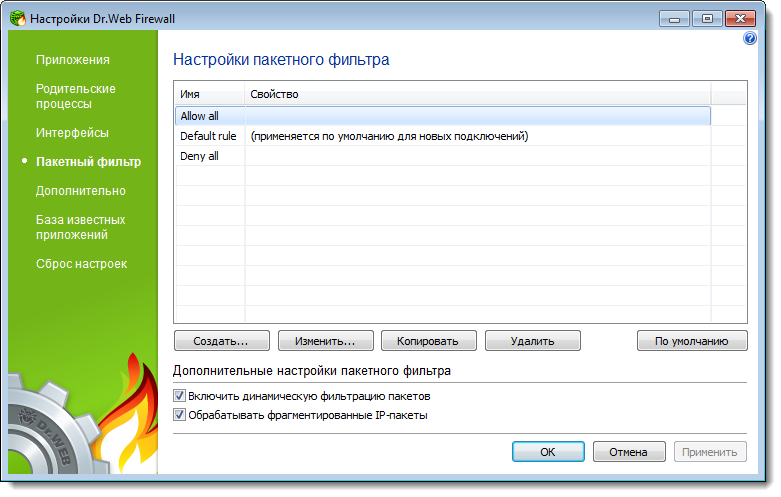 Настройки Dr.Web Firewall
Приложения
Родительские
процессы
Интерфейсы
Пакетный фильтр
Дополнительно
База известных
приложений
Сброс настроек
Dr.WEB
Настройки пакетного фильтра
Имя Свойство
Allow all
Default rule (применяется по умолчанию для новых подключений)
Deny all
Создать... Изменить... Копировать Удалить По умолчанию
Дополнительные настройки пакетного фильтра
Включить динамическую фильтрацию пакетов
Обрабатывать фрагментированные IP-пакеты
OK Отмена Применить